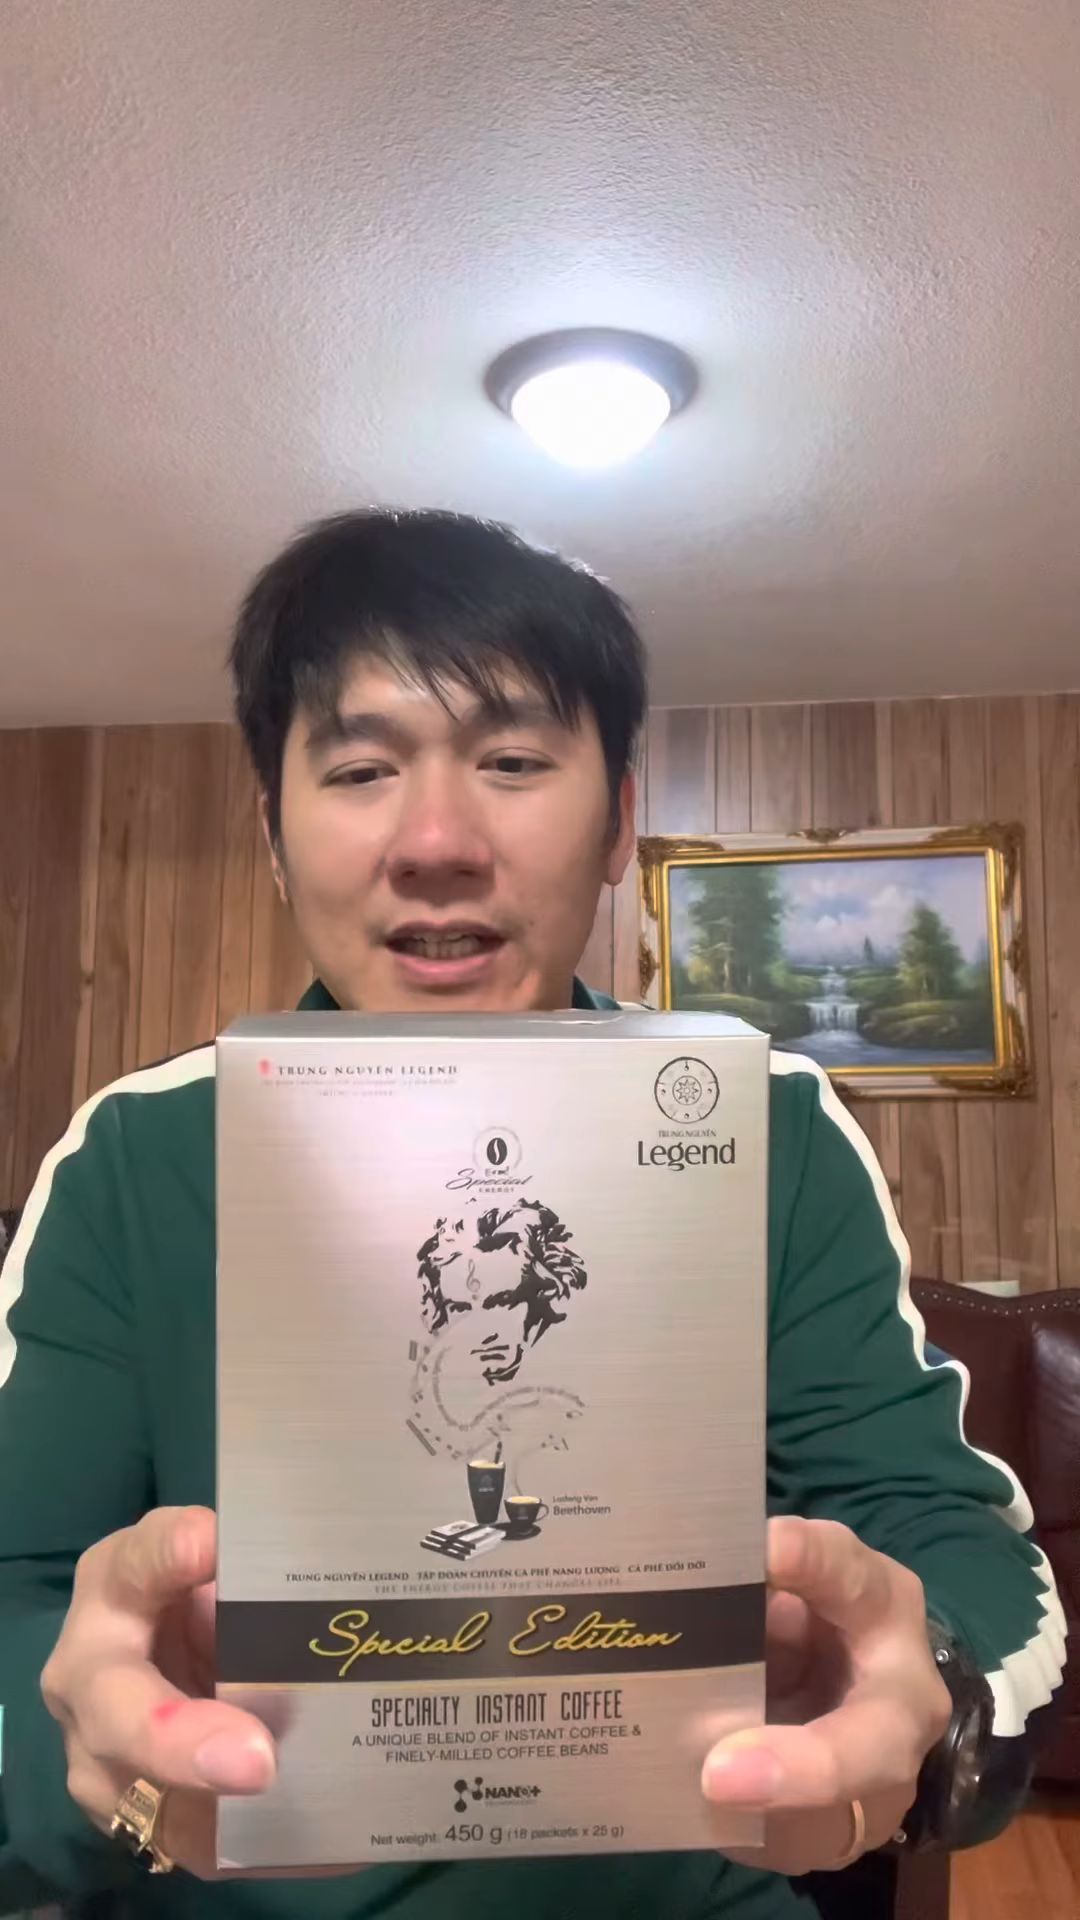 TRUNG NGUYÊN LEGEND
TRUNG NGUYÊN
Legend
Special
ENERGY
Ludwig Van
Beethoven
TRUNG NGUYÊN LEGEND TẬP ĐOÀN CHUYÊN CÀ PHÊ NĂNG LƯỢNG - CÀ PHÊ ĐỔI ĐỜI
THE ENERGY COFFEE THAT CHANGES LIFE
Special Edition
SPECIALTY INSTANT COFFEE
A UNIQUE BLEND OF INSTANT COFFEE &
FINELY-MILLED COFFEE BEANS
NANO+
Net weight: 450 g (18 packets x 25 g)